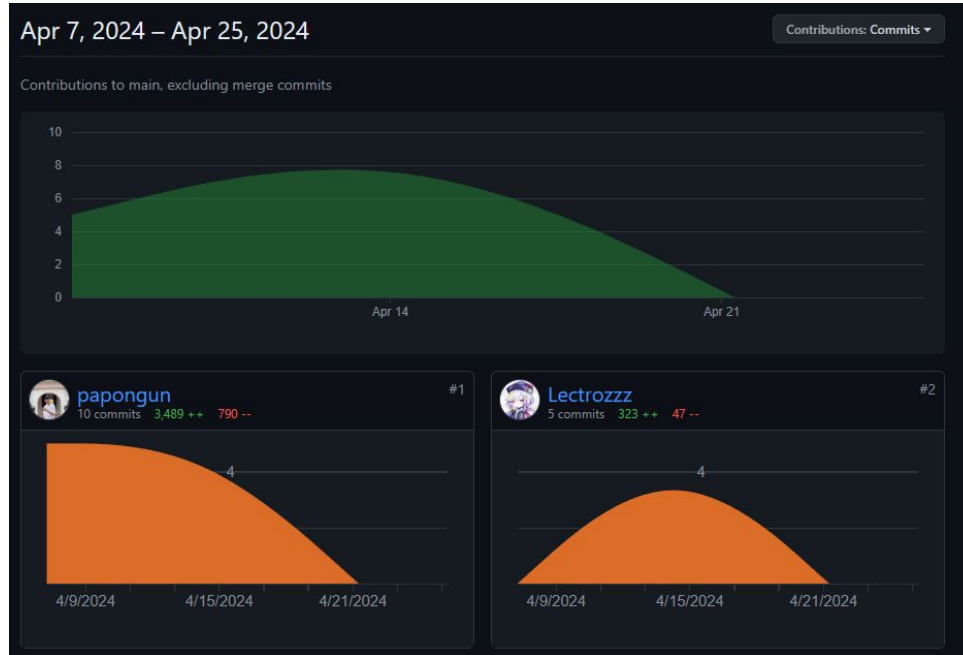 Apr 7, 2024 – Apr 25, 2024
Contributions: Commits
Contributions to main, excluding merge commits
10
8
6
4
2
0
Apr 14 Apr 21
papongun #1
10 commits 3,489 ++ 790 --
4
4/9/2024 4/15/2024 4/21/2024
Lectrozzz #2
5 commits 323 ++ 47 --
4
4/9/2024 4/15/2024 4/21/2024